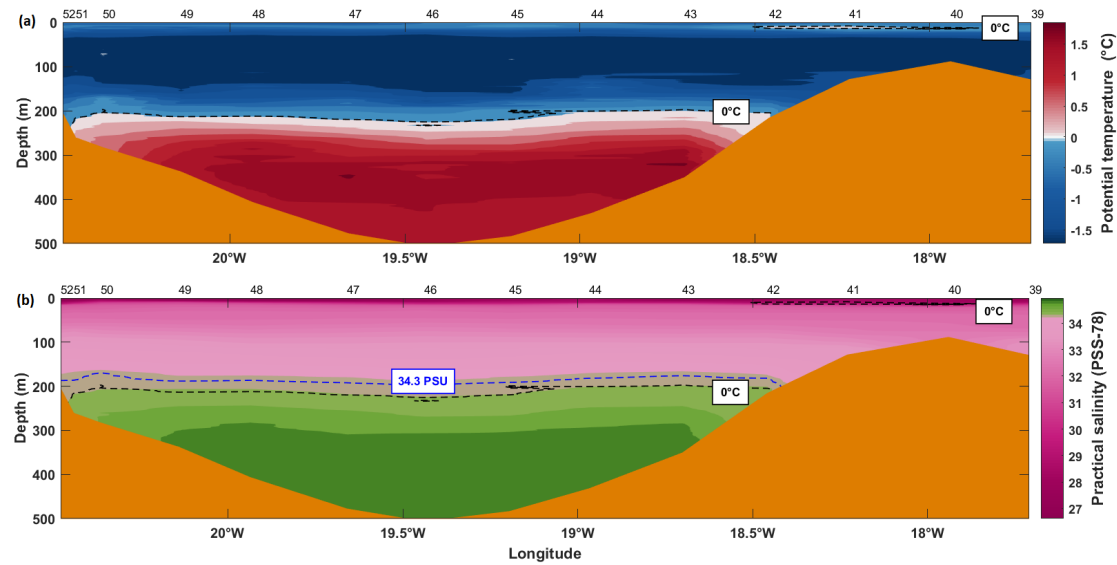 (a)
5251 50 49 48 47 46 45 44 43 42 41 40 39
0
100
200
300
400
500
Depth (m)
0°C
0°C
20°W 19.5°W 19°W 18.5°W 18°W
1.5
1
0.5
0
-0.5
-1
-1.5
Potential temperature (°C)
(b)
5251 50 49 48 47 46 45 44 43 42 41 40 39
0
100
200
300
400
500
Depth (m)
0°C
34.3 PSU
0°C
20°W 19.5°W 19°W 18.5°W 18°W
Longitude
34
33
32
31
30
29
28
27
Practical salinity (PSS-78)